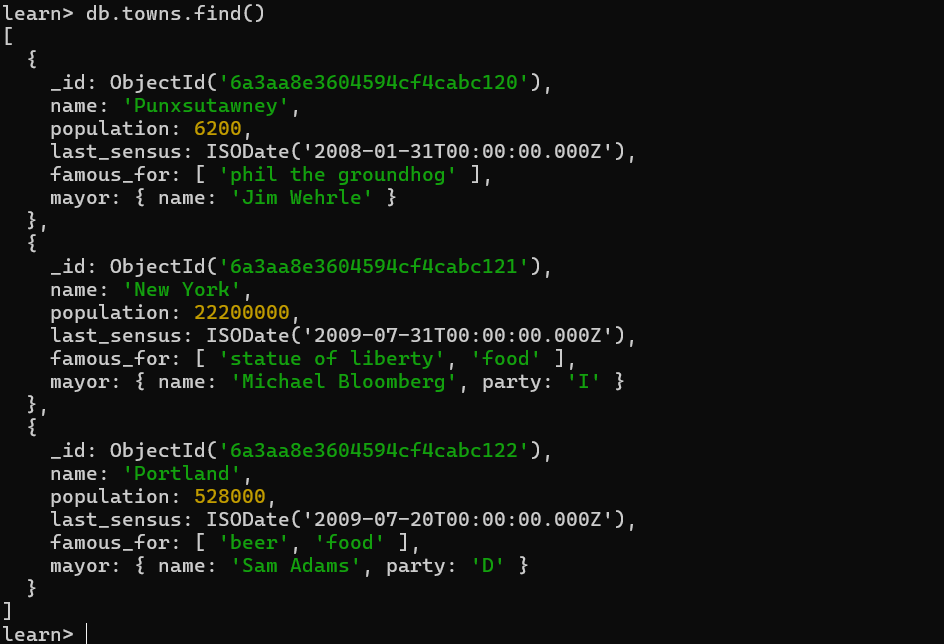 learn> db.towns.find()
[
  {
    _id: ObjectId('6a3aa8e3604594cf4cabc120'),
    name: 'Punxsutawney',
    population: 6200,
    last_sensus: ISODate('2008-01-31T00:00:00.000Z'),
    famous_for: [ 'phil the groundhog' ],
    mayor: { name: 'Jim Wehrle' }
  },
  {
    _id: ObjectId('6a3aa8e3604594cf4cabc121'),
    name: 'New York',
    population: 22200000,
    last_sensus: ISODate('2009-07-31T00:00:00.000Z'),
    famous_for: [ 'statue of liberty', 'food' ],
    mayor: { name: 'Michael Bloomberg', party: 'I' }
  },
  {
    _id: ObjectId('6a3aa8e3604594cf4cabc122'),
    name: 'Portland',
    population: 528000,
    last_sensus: ISODate('2009-07-20T00:00:00.000Z'),
    famous_for: [ 'beer', 'food' ],
    mayor: { name: 'Sam Adams', party: 'D' }
  }
]
learn>